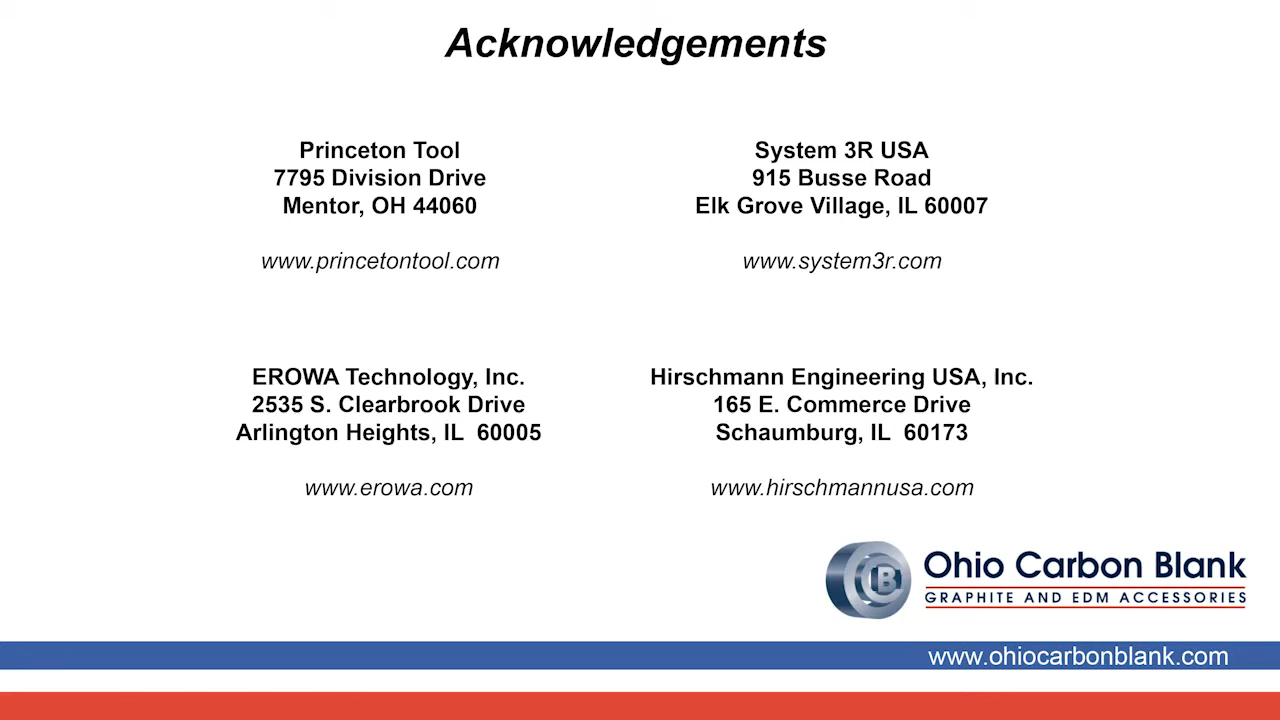 Acknowledgements
Princeton Tool
7795 Division Drive
Mentor, OH 44060
www.princetontool.com
System 3R USA
915 Busse Road
Elk Grove Village, IL 60007
www.system3r.com
EROWA Technology, Inc.
2535 S. Clearbrook Drive
Arlington Heights, IL  60005
www.erowa.com
Hirschmann Engineering USA, Inc.
165 E. Commerce Drive
Schaumburg, IL  60173
www.hirschmannusa.com
CB
Ohio Carbon Blank
GRAPHITE AND EDM ACCESSORIES
www.ohiocarbonblank.com